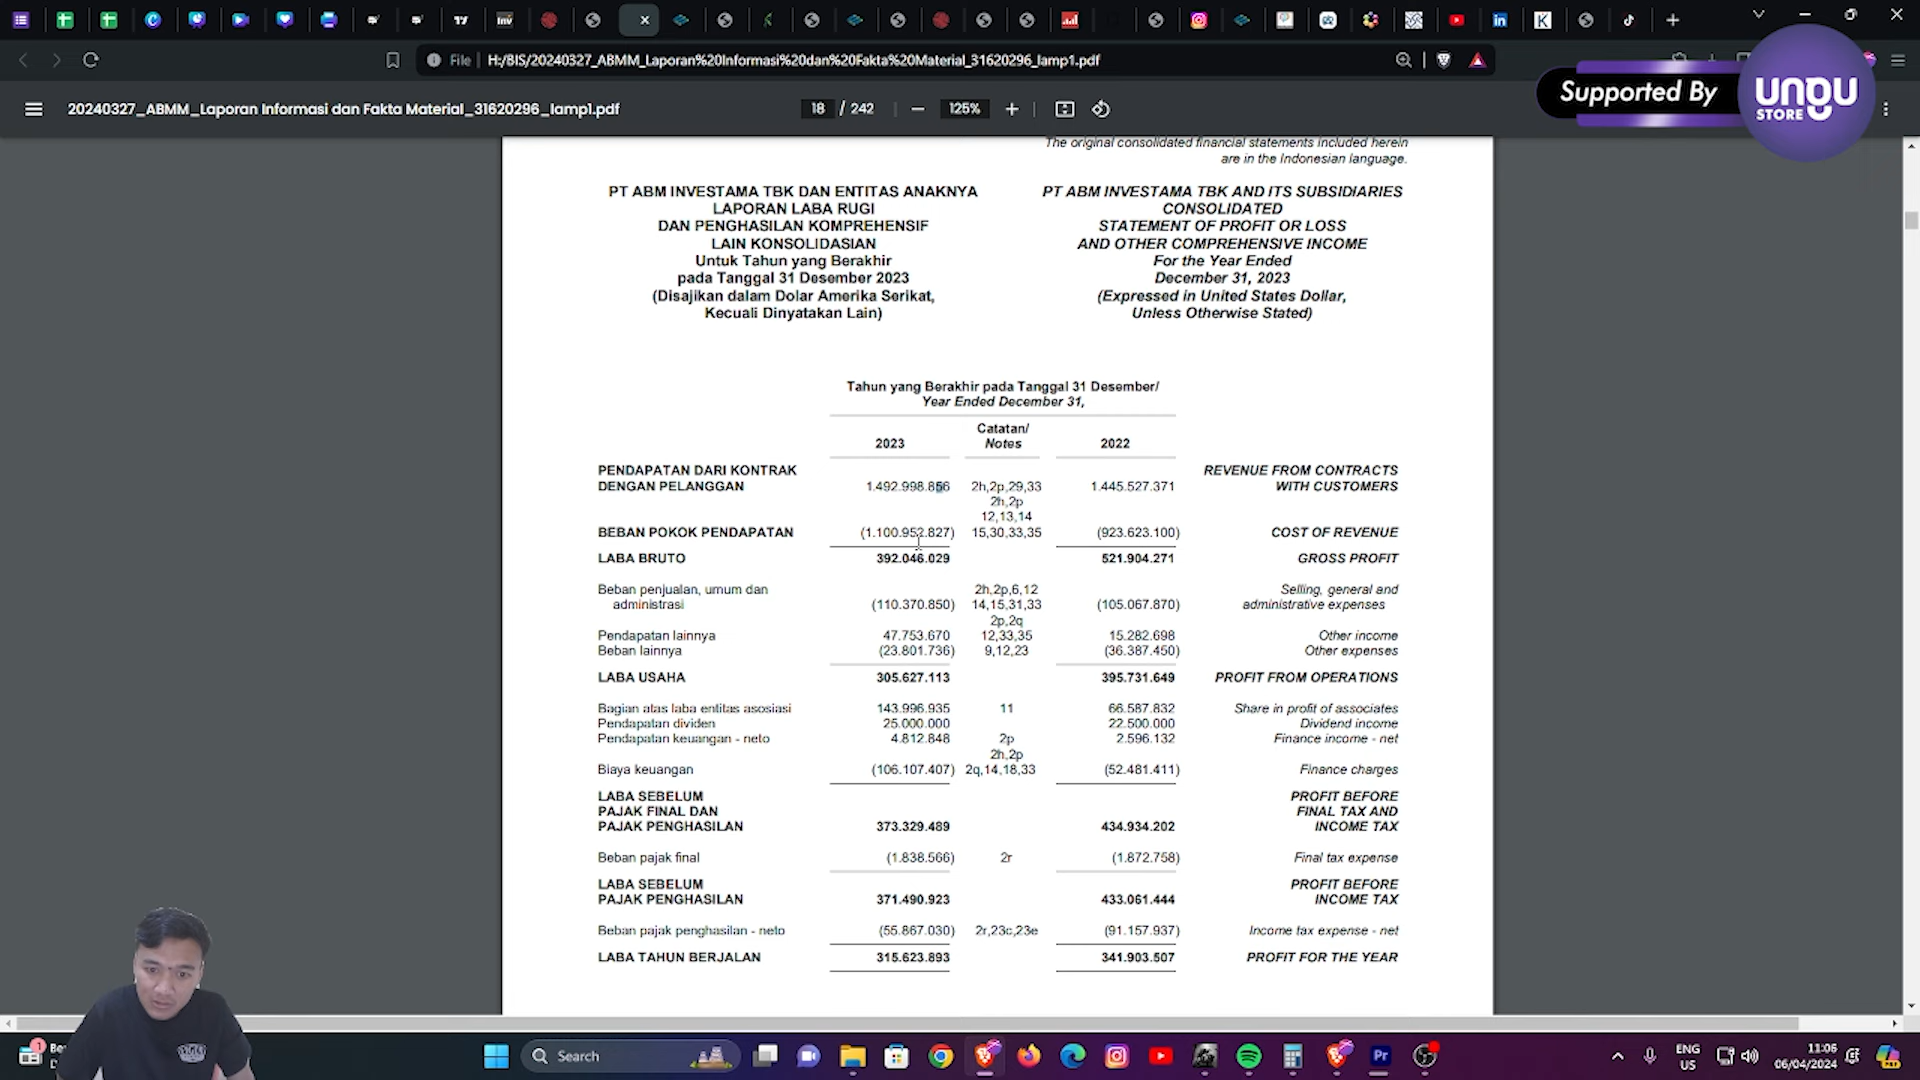 File H:/BIS/20240327_ABMM_Laporan%20Informasi%20dan%20Fakta%20Material_31620296_lamp1.pdf
Supported By
UNGU
STORE
20240327_ABMM_Laporan Informasi dan Fakta Material_31620296_lamp1.pdf
18 / 242
125%
The original consolidated financial statements included herein
are in the Indonesian language.
PT ABM INVESTAMA TBK DAN ENTITAS ANAKNYA
LAPORAN LABA RUGI
DAN PENGHASILAN KOMPREHENSIF
LAIN KONSOLIDASIAN
Untuk Tahun yang Berakhir
pada Tanggal 31 Desember 2023
(Disajikan dalam Dolar Amerika Serikat,
Kecuali Dinyatakan Lain)
PT ABM INVESTAMA TBK AND ITS SUBSIDIARIES
CONSOLIDATED
STATEMENT OF PROFIT OR LOSS
AND OTHER COMPREHENSIVE INCOME
For the Year Ended
December 31, 2023
(Expressed in United States Dollar,
Unless Otherwise Stated)
Tahun yang Berakhir pada Tanggal 31 Desember/
Year Ended December 31,
Catatan/
2023 Notes 2022
PENDAPATAN DARI KONTRAK REVENUE FROM CONTRACTS
DENGAN PELANGGAN 1.492.998.856 2h,2p,29,33 1.445.527.371 WITH CUSTOMERS
2h,2p
12,13,14
BEBAN POKOK PENDAPATAN (1.100.952.827) 15,30,33,35 (923.623.100) COST OF REVENUE
LABA BRUTO 392.046.029 521.904.271 GROSS PROFIT
Beban penjualan, umum dan 2h,2p,6,12 Selling, general and
administrasi (110.370.850) 14,15,31,33 (105.067.870) administrative expenses
2p,2q
Pendapatan lainnya 47.753.670 12,33,35 15.282.698 Other income
Beban lainnya (23.801.736) 9,12,23 (36.387.450) Other expenses
LABA USAHA 305.627.113 395.731.649 PROFIT FROM OPERATIONS
Bagian atas laba entitas asosiasi 143.996.935 11 66.587.832 Share in profit of associates
Pendapatan dividen 25.000.000 22.500.000 Dividend income
Pendapatan keuangan - neto 4.812.848 2p 2.596.132 Finance income - net
2h,2p
Biaya keuangan (106.107.407) 2q,14,18,33 (52.481.411) Finance charges
LABA SEBELUM PROFIT BEFORE
PAJAK FINAL DAN FINAL TAX AND
PAJAK PENGHASILAN 373.329.489 434.934.202 INCOME TAX
Beban pajak final (1.838.566) 2r (1.872.758) Final tax expense
LABA SEBELUM PROFIT BEFORE
PAJAK PENGHASILAN 371.490.923 433.061.444 INCOME TAX
Beban pajak penghasilan - neto (55.867.030) 2r,23c,23e (91.157.937) Income tax expense - net
LABA TAHUN BERJALAN 315.623.893 341.903.507 PROFIT FOR THE YEAR
Search
ENG
US
11:06
06/04/2024